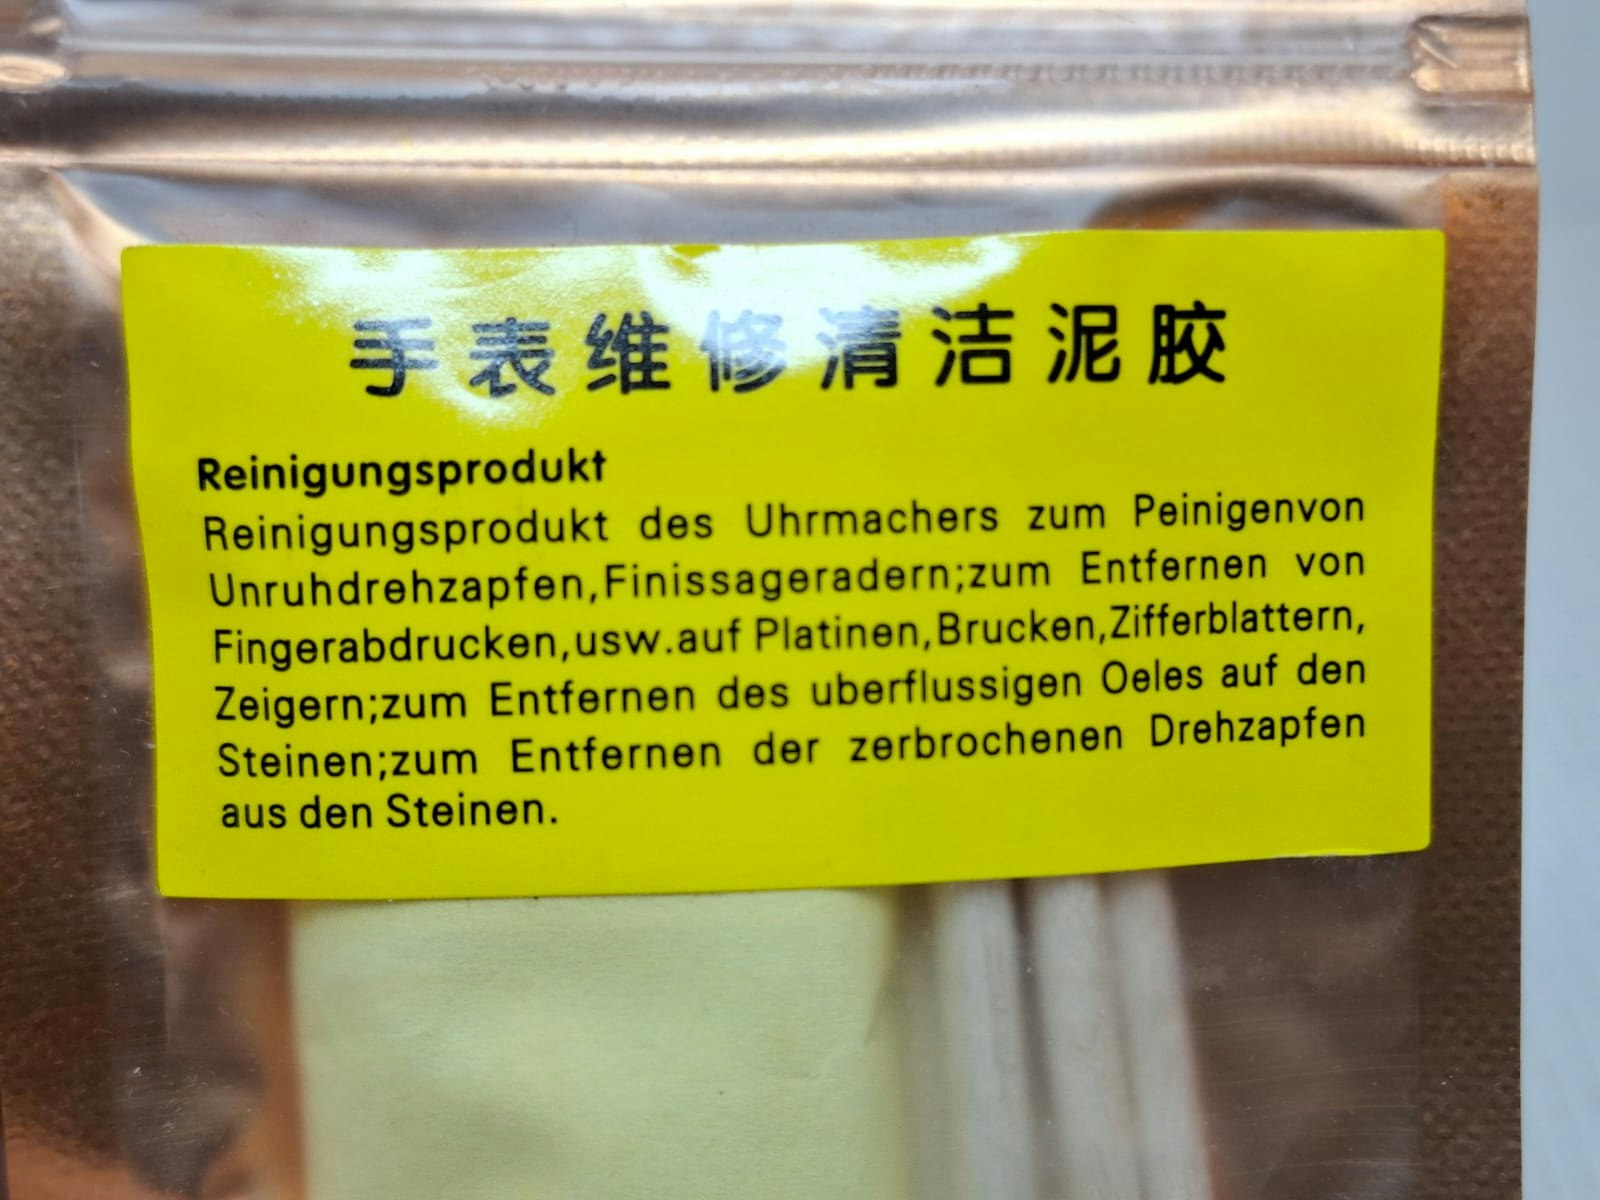 手表维修清洁泥胶
Reinigungsprodukt
Reinigungsprodukt des Uhrmachers zum Peinigenvon
Unruhdrehzapfen,Finissageradern;zum Entfernen von
Fingerabdrucken,usw.auf Platinen,Brucken,Zifferblattern,
Zeigern;zum Entfernen des uberflussigen Oeles auf den
Steinen;zum Entfernen der zerbrochenen Drehzapfen
aus den Steinen.